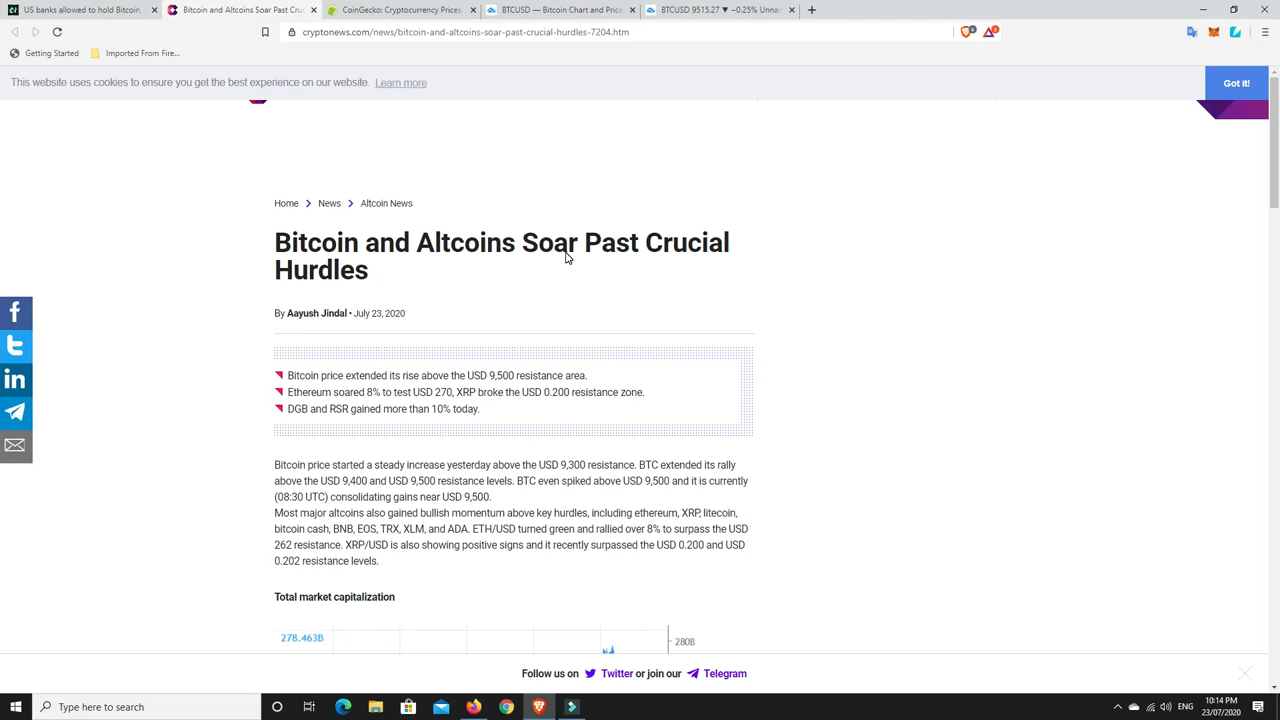 US banks allowed to hold Bitcoin,
Bitcoin and Altcoins Soar Past Cru
CoinGecko: Cryptocurrency Prices
BTCUSD — Bitcoin Chart and Price
BTCUSD 9515.27 ▼ −0.25% Unna
cryptonews.com/news/bitcoin-and-altcoins-soar-past-crucial-hurdles-7204.htm
Getting Started
Imported From Fire...
This website uses cookies to ensure you get the best experience on our website. Learn more
Got it!
Home > News > Altcoin News
Bitcoin and Altcoins Soar Past Crucial
Hurdles
By Aayush Jindal • July 23, 2020
Bitcoin price extended its rise above the USD 9,500 resistance area.
Ethereum soared 8% to test USD 270, XRP broke the USD 0.200 resistance zone.
DGB and RSR gained more than 10% today.
Bitcoin price started a steady increase yesterday above the USD 9,300 resistance. BTC extended its rally
above the USD 9,400 and USD 9,500 resistance levels. BTC even spiked above USD 9,500 and it is currently
(08:30 UTC) consolidating gains near USD 9,500.
Most major altcoins also gained bullish momentum above key hurdles, including ethereum, XRP, litecoin,
bitcoin cash, BNB, EOS, TRX, XLM, and ADA. ETH/USD turned green and rallied over 8% to surpass the USD
262 resistance. XRP/USD is also showing positive signs and it recently surpassed the USD 0.200 and USD
0.202 resistance levels.
Total market capitalization
278.463B
280B
Follow us on Twitter or join our Telegram
Type here to search
ENG
10:14 PM
23/07/2020